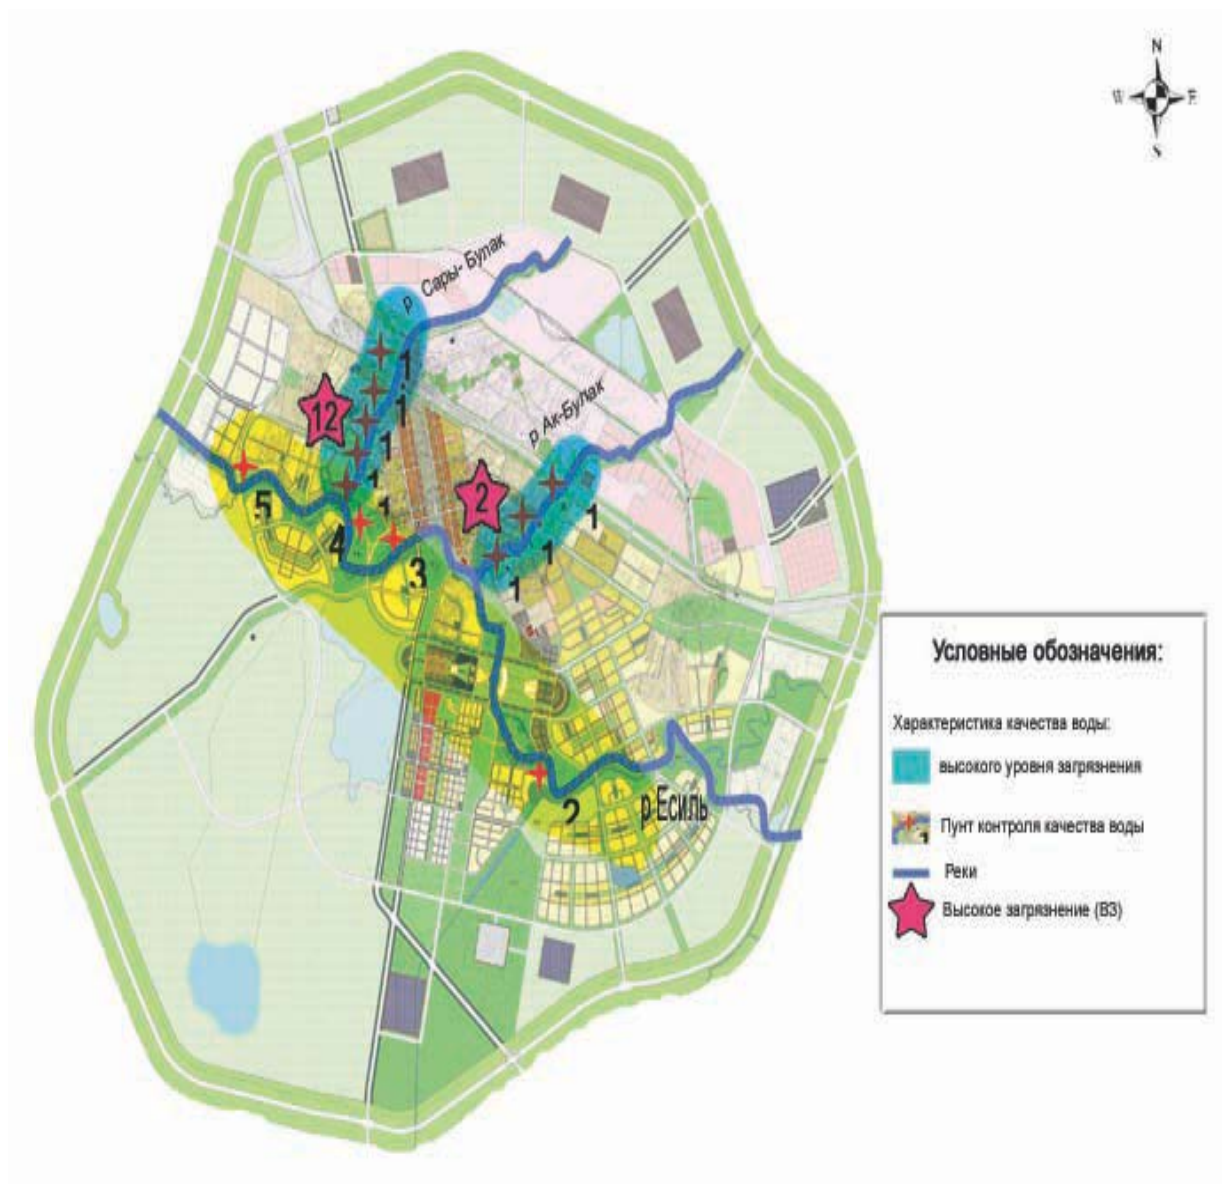 N
W
E
S
р Сары- Булак
1
1
12
1
р Ак-Булак
1
2
5
1
1
4
1
3
1
2
р Есиль
Условные обозначения:
Характеристика качества воды:
высокого уровня загрязнения
1
Пунт контроля качества воды
Реки
Высокое загрязнение (ВЗ)